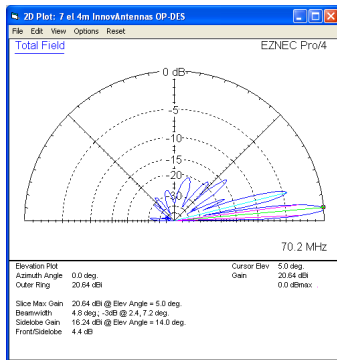 2D Plot: 7 el 4m InnovAntennas OP-DES
File Edit View Options Reset
Total Field
EZNEC Pro/4
0 dB
-5
-10
-15
-20
-30
70.2 MHz
Elevation Plot
Azimuth Angle 0.0 deg.
Outer Ring 20.64 dBi
Cursor Elev 5.0 deg.
Gain 20.64 dBi
0.0 dBmax
Slice Max Gain 20.64 dBi @ Elev Angle = 5.0 deg.
Beamwidth 4.8 deg.; -3dB @ 2.4, 7.2 deg.
Sidelobe Gain 16.24 dBi @ Elev Angle = 14.0 deg.
Front/Sidelobe 4.4 dB